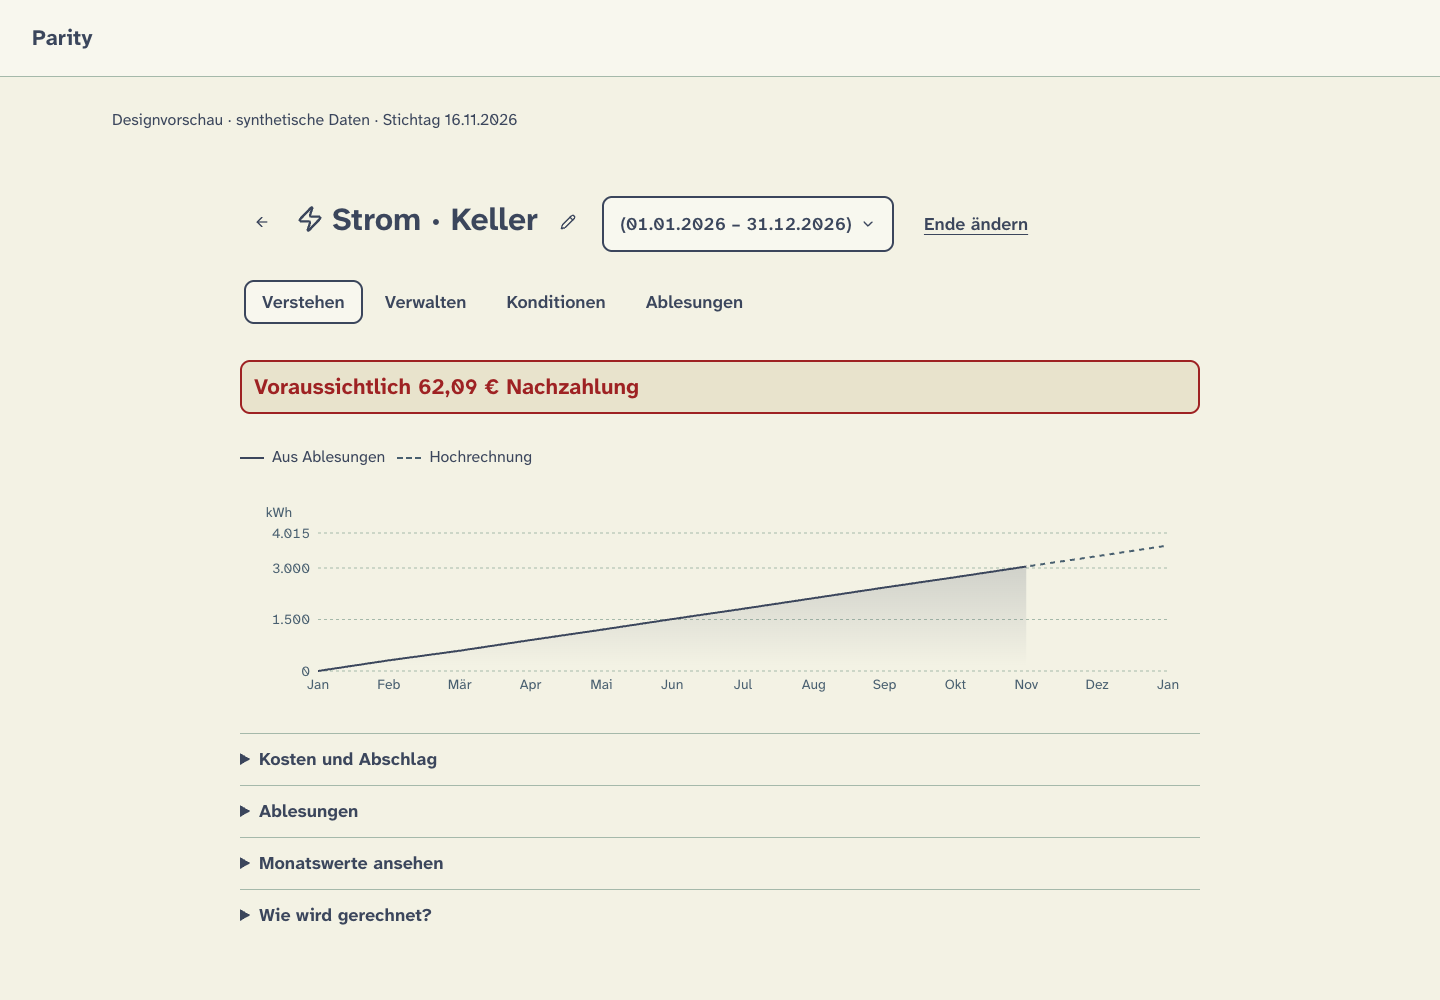 Parity
Designvorschau · synthetische Daten · Stichtag 16.11.2026
Strom · Keller
(01.01.2026 – 31.12.2026)
Ende ändern
Verstehen
Verwalten
Konditionen
Ablesungen
Voraussichtlich 62,09 € Nachzahlung
Aus Ablesungen
Hochrechnung
kWh
4.015
3.000
1.500
0
Jan Feb Mär Apr Mai Jun Jul Aug Sep Okt Nov Dez Jan
Kosten und Abschlag
Ablesungen
Monatswerte ansehen
Wie wird gerechnet?